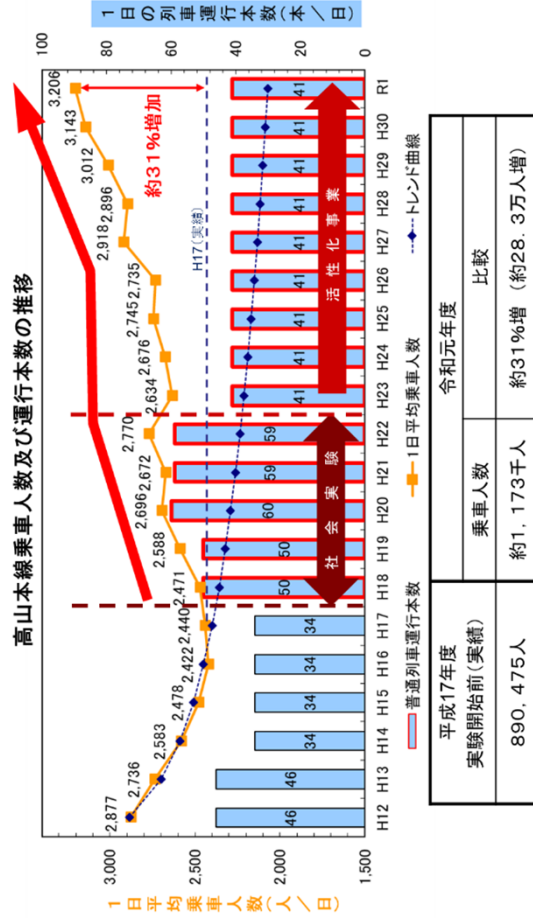 高山本線乗車人数及び運行本数の推移
1日平均乗車人数(人/日)
1日の列車運行本数(本/日)
3,000
2,500
2,000
1,500
100
80
60
40
20
0
2,877
2,736
2,583
2,478
2,422
2,440
2,471
2,588
2,696
2,672
2,770
2,634
2,676
2,745
2,735
2,918
2,896
3,012
3,143
3,206
約31%増加
H17(実績)
46
46
34
34
34
34
50
50
60
59
59
41
41
41
41
41
41
41
41
41
社会実験
活性化事業
H12
H13
H14
H15
H16
H17
H18
H19
H20
H21
H22
H23
H24
H25
H26
H27
H28
H29
H30
R1
普通列車運行本数
1日平均乗車人数
トレンド曲線
平成17年度
実験開始前(実績)
令和元年度
乗車人数
比較
890,475人
約1,173千人
約31%増(約28.3万人増)